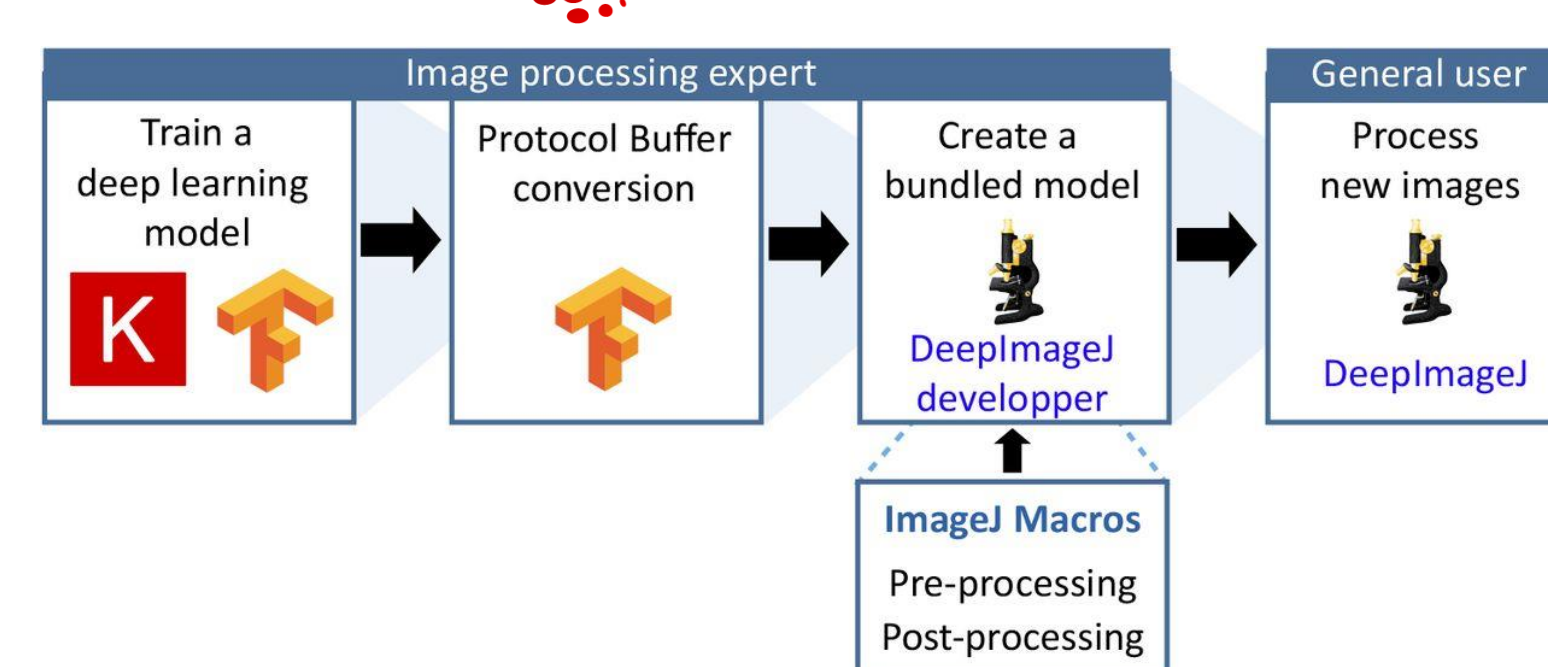 Image processing expert
General user
Train a
deep learning
model
K
Protocol Buffer
conversion
Create a
bundled model
DeepImageJ
developper
Process
new images
DeepImageJ
ImageJ Macros
Pre-processing
Post-processing